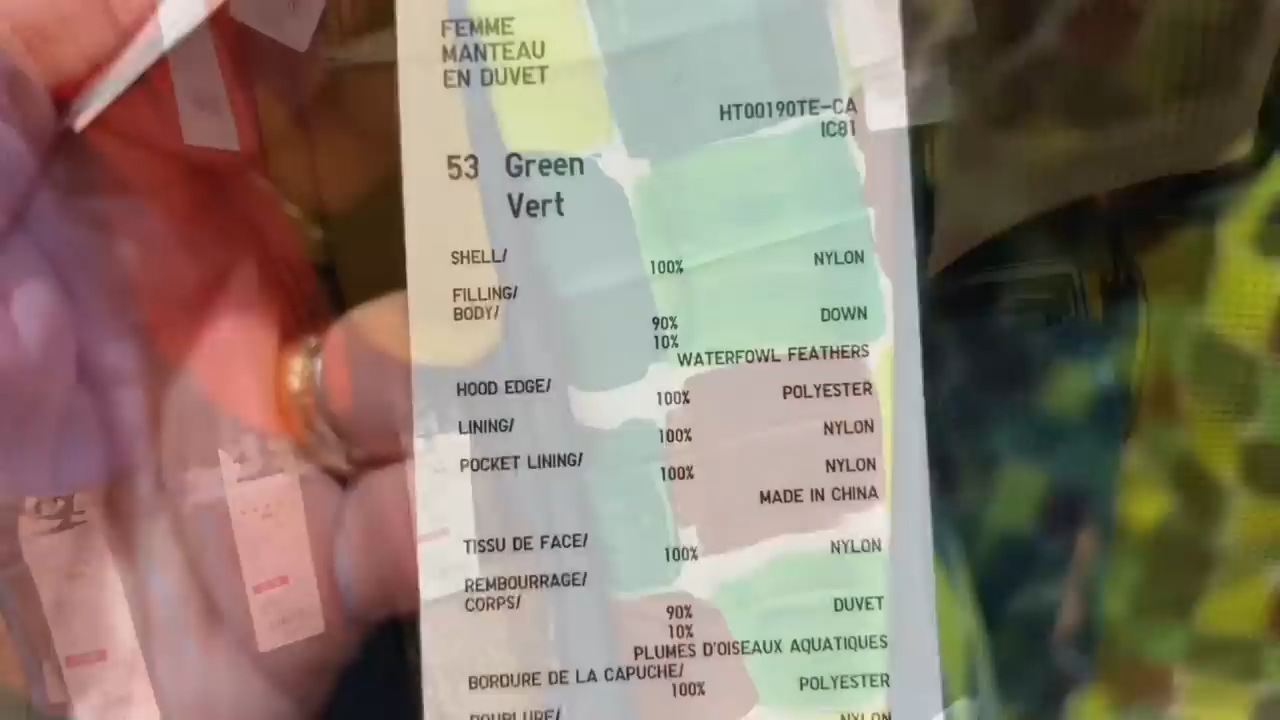 FEMME
MANTEAU
EN DUVET
HT00190TE-CA
IC81
53 Green
Vert
SHELL/ 100% NYLON
FILLING/
BODY/ 90% DOWN
10% WATERFOWL FEATHERS
HOOD EDGE/ 100% POLYESTER
LINING/ 100% NYLON
POCKET LINING/ 100% NYLON
MADE IN CHINA
TISSU DE FACE/ 100% NYLON
REMBOURRAGE/
CORPS/ 90% DUVET
10% PLUMES D'OISEAUX AQUATIQUES
BORDURE DE LA CAPUCHE/
100% POLYESTER
DOUBLURE/ NYLON